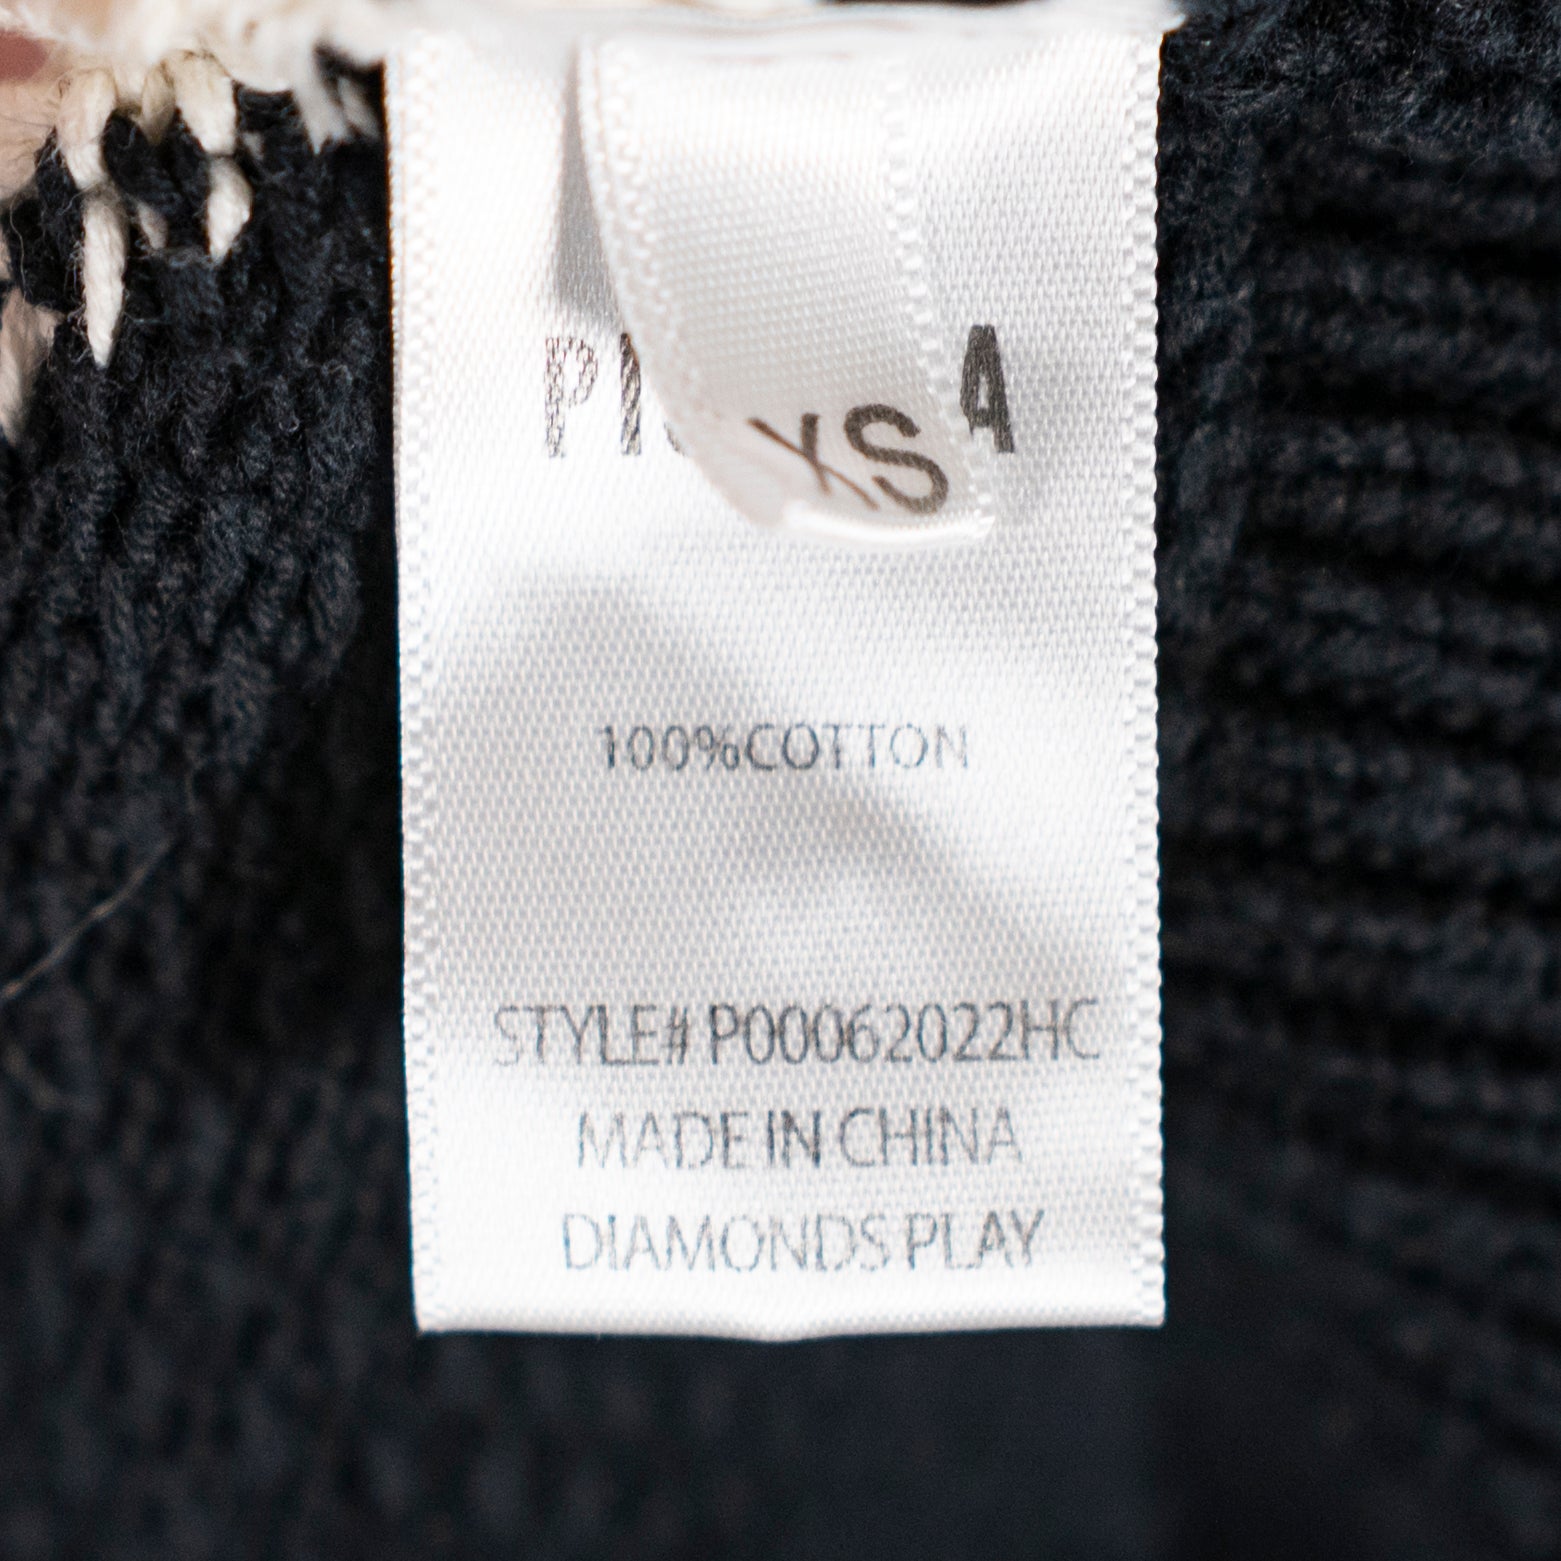 XS
100%COTTON
STYLE# P00062022HC
MADE IN CHINA
DIAMONDS PLAY